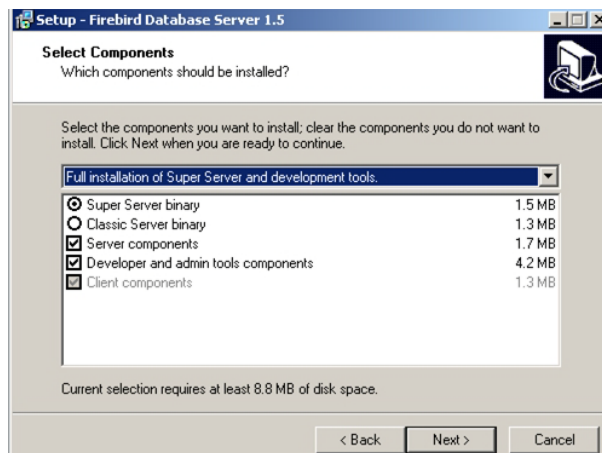 Setup - Firebird Database Server 1.5
Select Components
Which components should be installed?
Select the components you want to install; clear the components you do not want to
install. Click Next when you are ready to continue.
Full installation of Super Server and development tools.
Super Server binary 1.5 MB
Classic Server binary 1.3 MB
Server components 1.7 MB
Developer and admin tools components 4.2 MB
Client components 1.3 MB
Current selection requires at least 8.8 MB of disk space.
< Back Next > Cancel